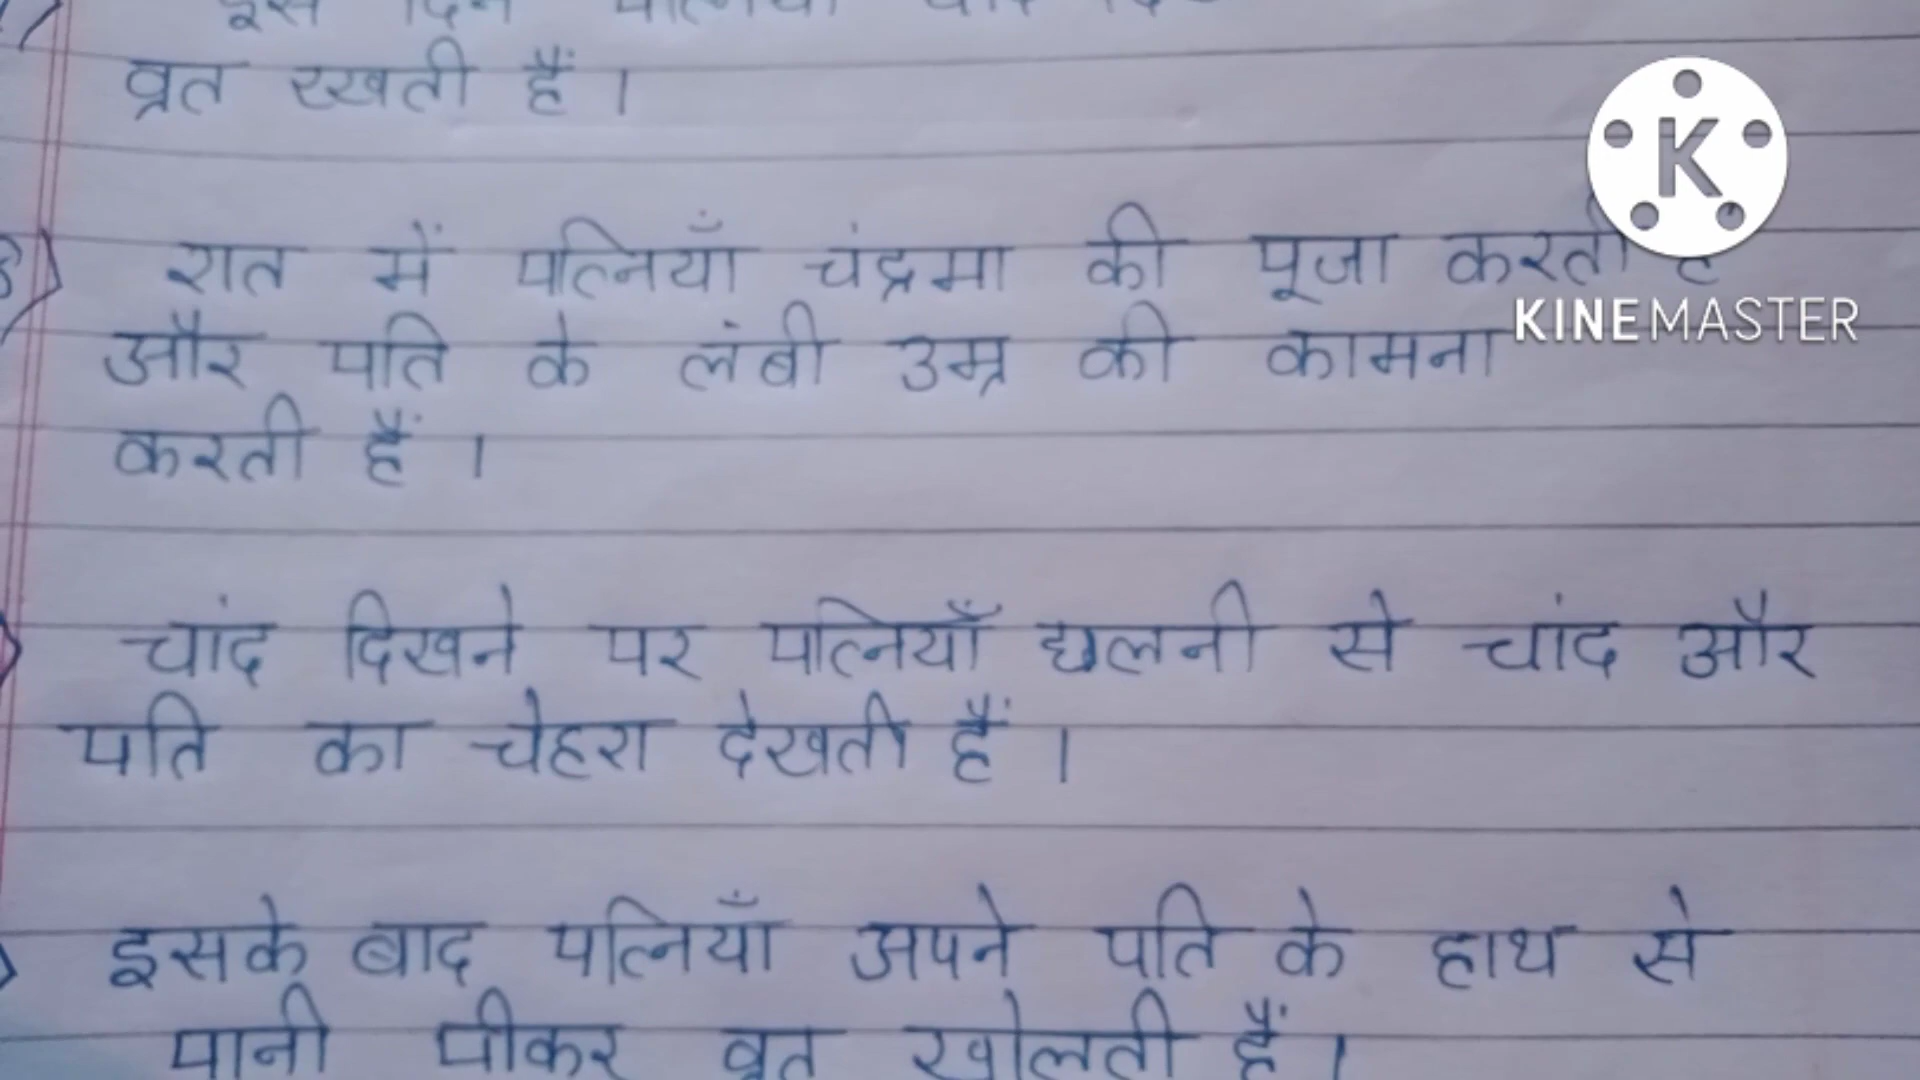 व्रत रखती हैं ।
रात में पत्नियाँ चंद्रमा की पूजा करती
और पति के लंबी उम्र की कामना
करती हैं ।
चांद दिखने पर पत्नियाँ छलनी से चांद और
पति का चेहरा देखती हैं ।
इसके बाद पत्नियाँ अपने पति के हाथ से
पानी पीकर व्रत खोलती हैं ।
K
KINEMASTER